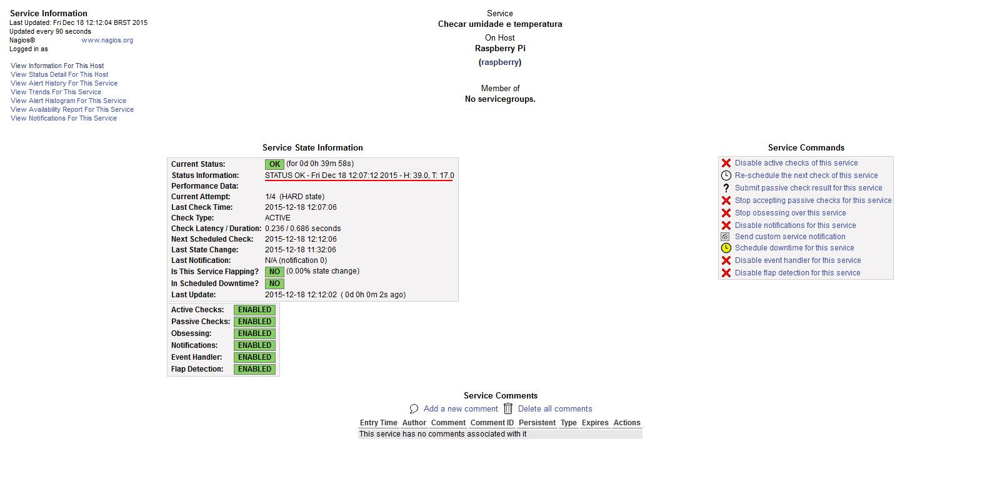 Service Information
Last Updated: Fri Dec 18 12:12:04 BRST 2015
Updated every 90 seconds
Nagios® www.nagios.org
Logged in as
View Information For This Host
View Status Detail For This Host
View Alert History For This Service
View Trends For This Service
View Alert Histogram For This Service
View Availability Report For This Service
View Notifications For This Service
Service
Checar umidade e temperatura
On Host
Raspberry Pi
(raspberry)
Member of
No servicegroups.
Service State Information
Current Status: OK (for 0d 0h 39m 58s)
Status Information: STATUS OK - Fri Dec 18 12:07:12 2015 - H: 39.0, T: 17.0
Performance Data:
Current Attempt: 1/4 (HARD state)
Last Check Time: 2015-12-18 12:07:06
Check Type: ACTIVE
Check Latency / Duration: 0.236 / 0.686 seconds
Next Scheduled Check: 2015-12-18 12:12:06
Last State Change: 2015-12-18 11:32:06
Last Notification: N/A (notification 0)
Is This Service Flapping? NO (0.00% state change)
In Scheduled Downtime? NO
Last Update: 2015-12-18 12:12:02 ( 0d 0h 0m 2s ago)
Active Checks: ENABLED
Passive Checks: ENABLED
Obsessing: ENABLED
Notifications: ENABLED
Event Handler: ENABLED
Flap Detection: ENABLED
Service Commands
Disable active checks of this service
Re-schedule the next check of this service
Submit passive check result for this service
Stop accepting passive checks for this service
Stop obsessing over this service
Disable notifications for this service
Send custom service notification
Schedule downtime for this service
Disable event handler for this service
Disable flap detection for this service
Service Comments
Add a new comment Delete all comments
Entry Time Author Comment Comment ID Persistent Type Expires Actions
This service has no comments associated with it